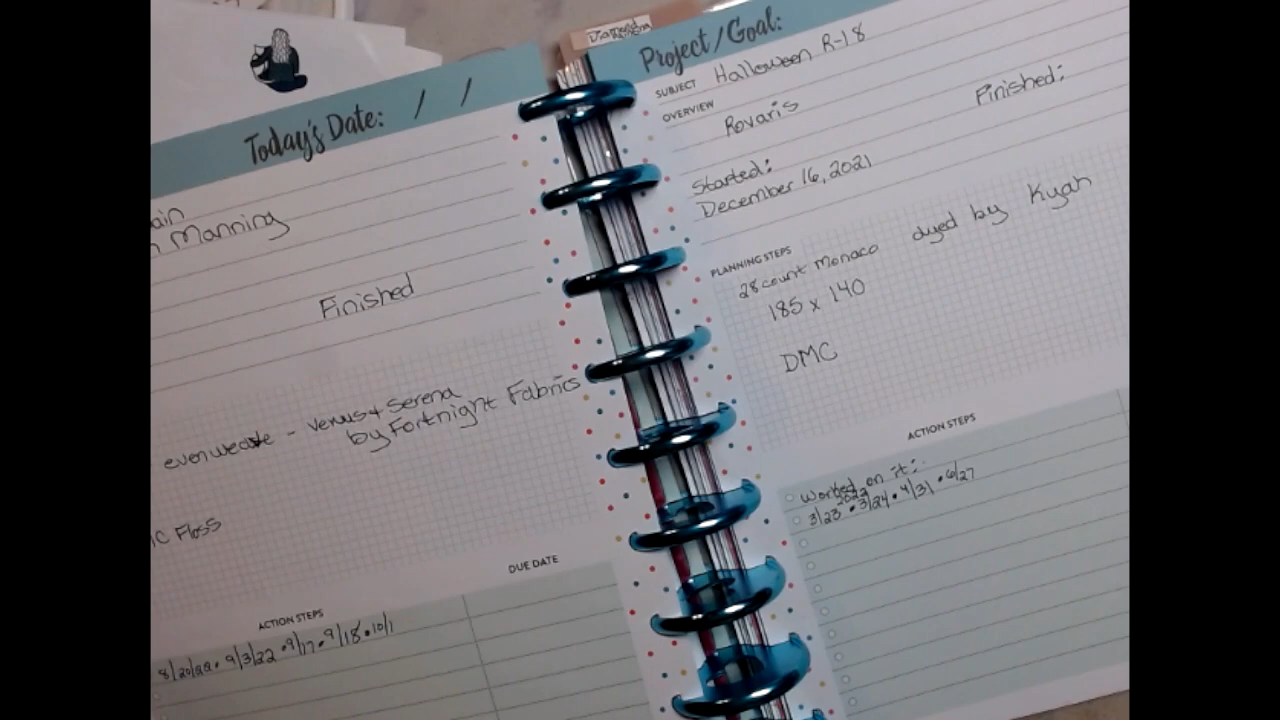 Today's Date: / /
ain
n Manning
Finished
evenweave - Venus & Serena
by Fortnight Fabrics
C Floss
DUE DATE
ACTION STEPS
8/20/22 • 9/3/22 • 9/17 • 9/18 • 10/1
Diamond
Project/Goal:
SUBJECT Halloween R-18
OVERVIEW
Rovaris
Finished:
Started:
December 16, 2021
PLANNING STEPS
28 count Monaco dyed by Kyah
185 x 140
DMC
ACTION STEPS
Worked on it:
2022
3/23 • 3/24 • 4/31 • 6/27